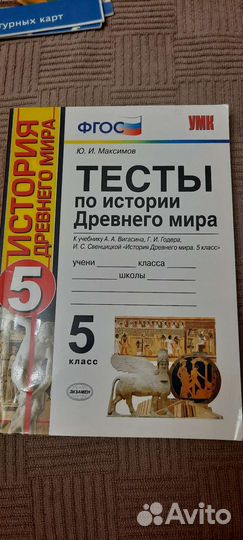 турных карт
ФГОС
УМК
Ю. И. Максимов
ТЕСТЫ
по истории
Древнего мира
К учебнику А. А. Вигасина, Г. И. Годера,
И. С. Свенцицкой «История Древнего мира. 5 класс»
учени класса
школы
5
класс
ЭКЗАМЕН
ИСТОРИЯ
ДРЕВНЕГО МИРА
5
Avito